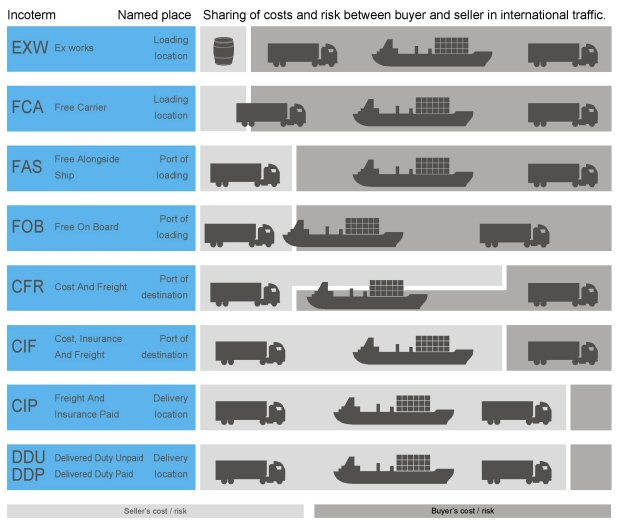 Incoterm Named place Sharing of costs and risk between buyer and seller in international traffic.
EXW Ex works Loading
location
FCA Free Carrier Loading
location
FAS Free Alongside Port of
Ship loading
FOB Free On Board Port of
loading
CFR Cost And Freight Port of
destination
CIF Cost, Insurance Port of
And Freight destination
CIP Freight And Delivery
Insurance Paid location
DDU Delivered Duty Unpaid Delivery
DDP Delivered Duty Paid location
Seller's cost / risk Buyer's cost / risk